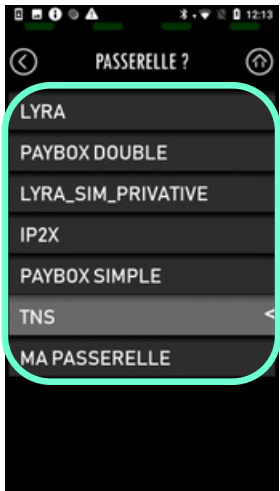 12:13
PASSERELLE ?
LYRA
PAYBOX DOUBLE
LYRA_SIM_PRIVATIVE
IP2X
PAYBOX SIMPLE
TNS <
MA PASSERELLE